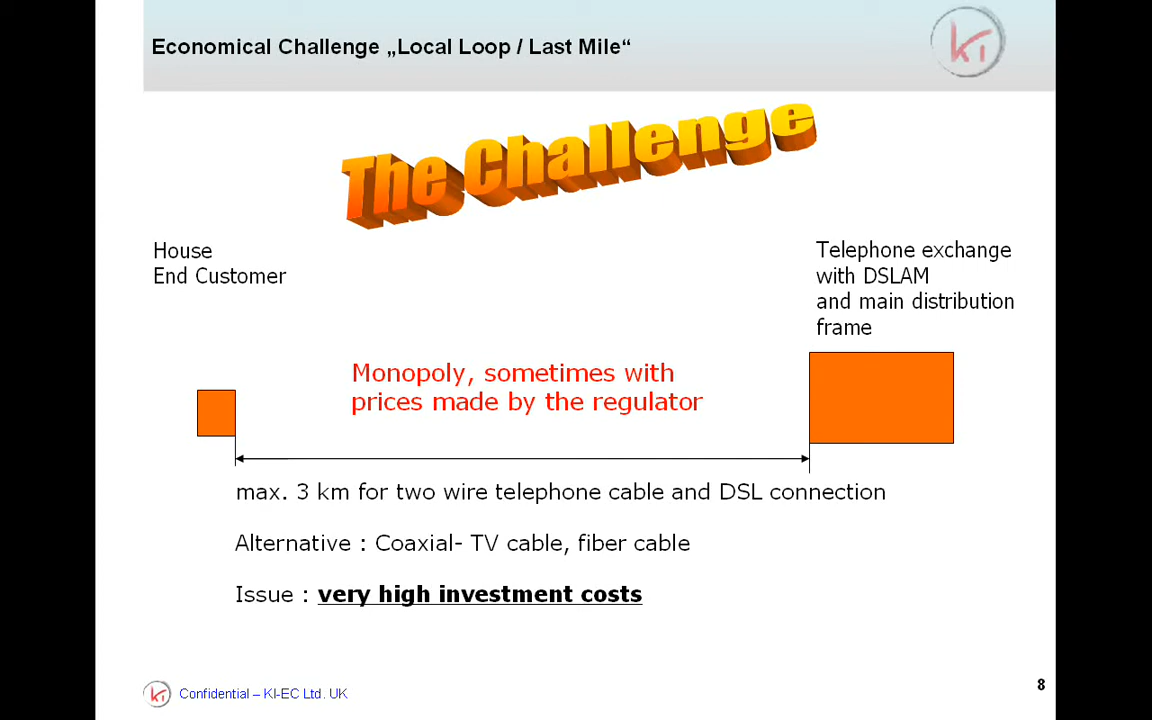 Economical Challenge „Local Loop / Last Mile“
KI
The Challenge
House
End Customer
Telephone exchange
with DSLAM
and main distribution
frame
Monopoly, sometimes with
prices made by the regulator
max. 3 km for two wire telephone cable and DSL connection
Alternative : Coaxial- TV cable, fiber cable
Issue : very high investment costs
KI
Confidential – KI-EC Ltd. UK
8